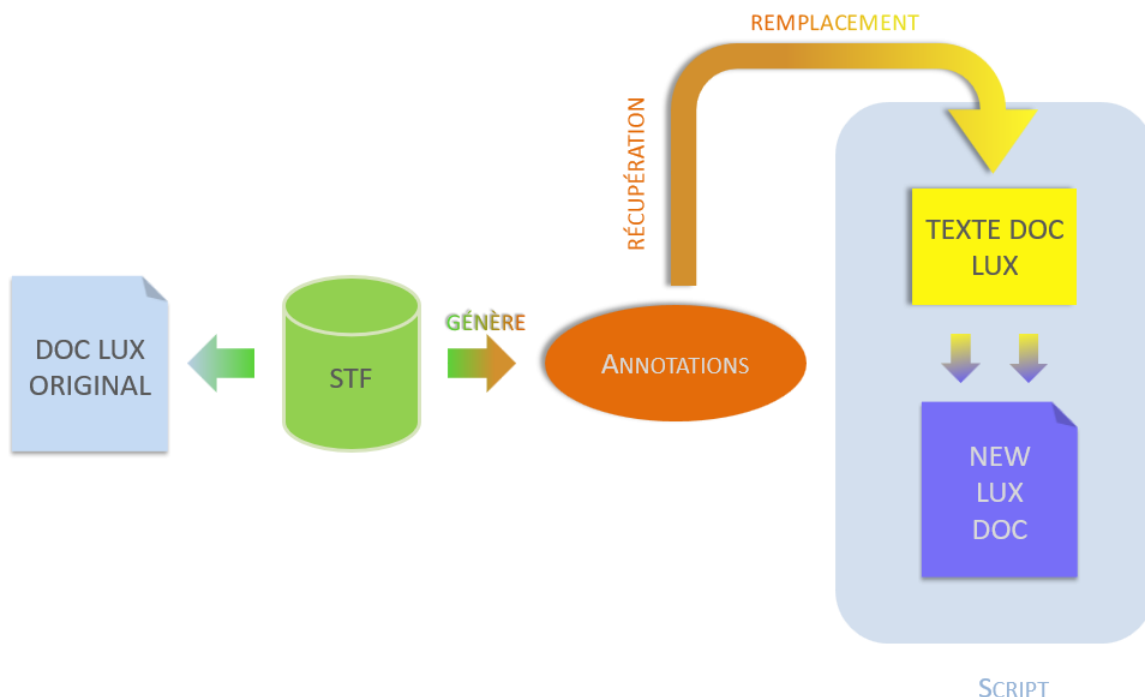 REMPLACEMENT
RÉCUPÉRATION
TEXTE DOC
LUX
DOC LUX
ORIGINAL
STF
GÉNÈRE
ANNOTATIONS
NEW
LUX
DOC
SCRIPT